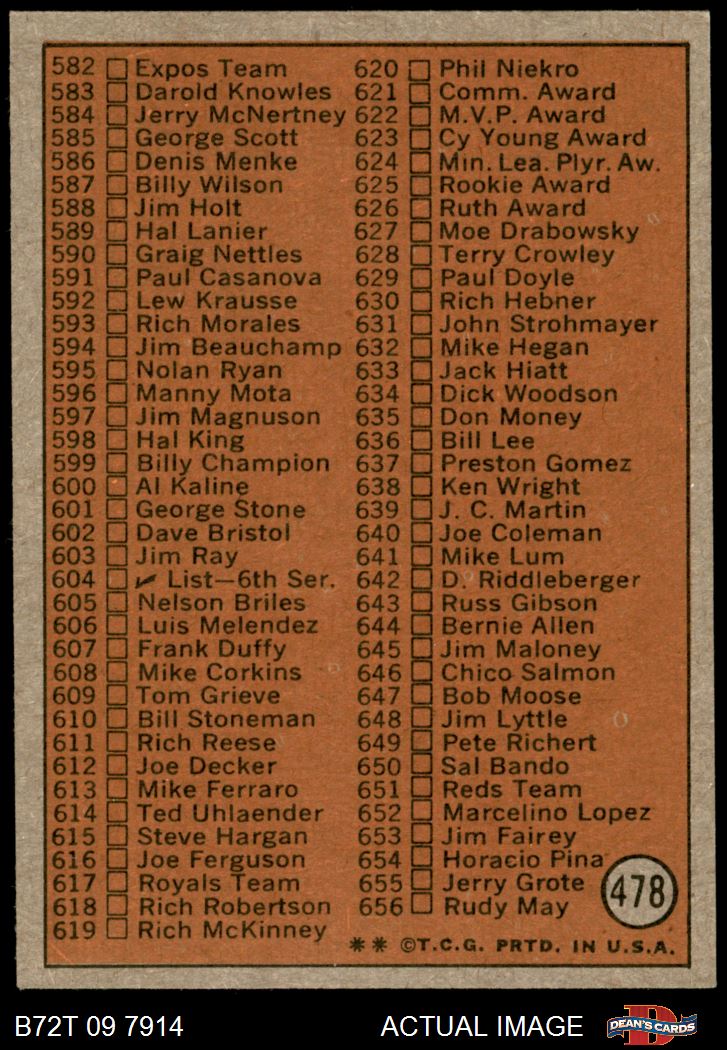 582 Expos Team
583 Darold Knowles
584 Jerry McNertney
585 George Scott
586 Denis Menke
587 Billy Wilson
588 Jim Holt
589 Hal Lanier
590 Graig Nettles
591 Paul Casanova
592 Lew Krausse
593 Rich Morales
594 Jim Beauchamp
595 Nolan Ryan
596 Manny Mota
597 Jim Magnuson
598 Hal King
599 Billy Champion
600 Al Kaline
601 George Stone
602 Dave Bristol
603 Jim Ray
604 ✓ List—6th Ser.
605 Nelson Briles
606 Luis Melendez
607 Frank Duffy
608 Mike Corkins
609 Tom Grieve
610 Bill Stoneman
611 Rich Reese
612 Joe Decker
613 Mike Ferraro
614 Ted Uhlaender
615 Steve Hargan
616 Joe Ferguson
617 Royals Team
618 Rich Robertson
619 Rich McKinney
620 Phil Niekro
621 Comm. Award
622 M.V.P. Award
623 Cy Young Award
624 Min. Lea. Plyr. Aw.
625 Rookie Award
626 Ruth Award
627 Moe Drabowsky
628 Terry Crowley
629 Paul Doyle
630 Rich Hebner
631 John Strohmayer
632 Mike Hegan
633 Jack Hiatt
634 Dick Woodson
635 Don Money
636 Bill Lee
637 Preston Gomez
638 Ken Wright
639 J. C. Martin
640 Joe Coleman
641 Mike Lum
642 D. Riddleberger
643 Russ Gibson
644 Bernie Allen
645 Jim Maloney
646 Chico Salmon
647 Bob Moose
648 Jim Lyttle
649 Pete Richert
650 Sal Bando
651 Reds Team
652 Marcelino Lopez
653 Jim Fairey
654 Horacio Pina
655 Jerry Grote
656 Rudy May
478
** ©T.C.G. PRTD. IN U.S.A.
B72T 09 7914
ACTUAL IMAGE
D
DEAN'S CARDS